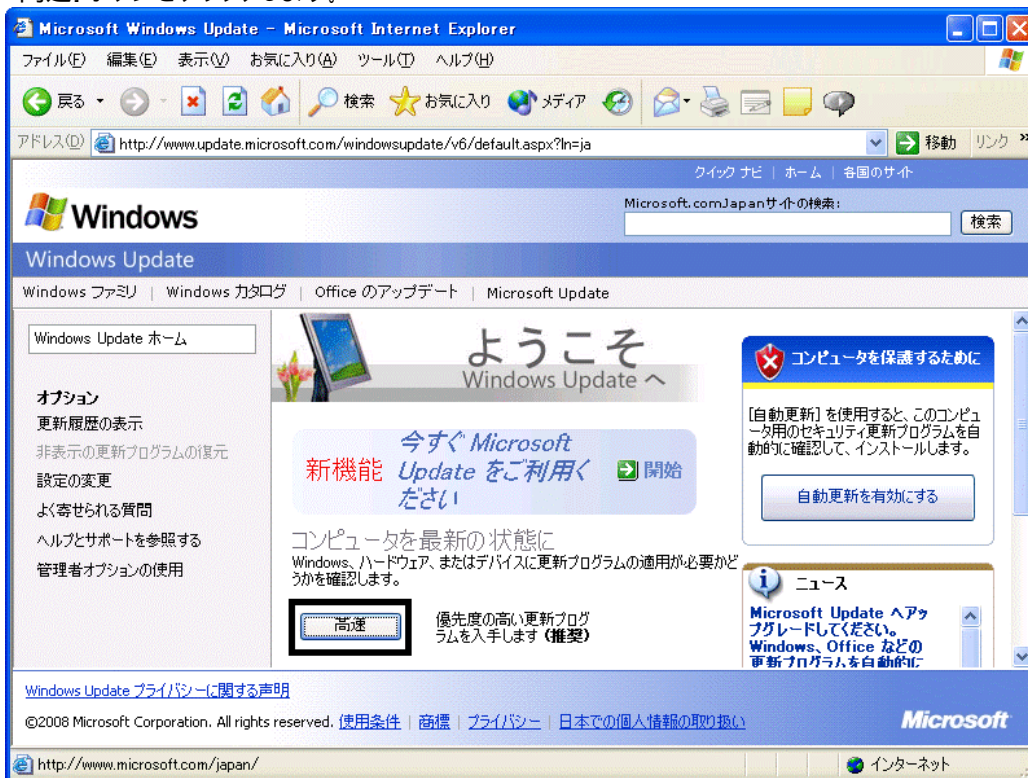 Microsoft Windows Update - Microsoft Internet Explorer
ファイル(F) 編集(E) 表示(V) お気に入り(A) ツール(T) ヘルプ(H)
戻る 検索 お気に入り メディア
アドレス(D) http://www.update.microsoft.com/windowsupdate/v6/default.aspx?ln=ja 移動 リンク »
クイック ナビ | ホーム | 各国のサイト
Windows
Microsoft.comJapanサイトの検索:
検索
Windows Update
Windows ファミリ | Windows カタログ | Office のアップデート | Microsoft Update
Windows Update ホーム
オプション
更新履歴の表示
非表示の更新プログラムの復元
設定の変更
よく寄せられる質問
ヘルプとサポートを参照する
管理者オプションの使用
ようこそ
Windows Update へ
新機能
今すぐ Microsoft
Update をご利用く
ださい
開始
コンピュータを最新の状態に
Windows、ハードウェア、またはデバイスに更新プログラムの適用が必要かど
うかを確認します。
高速
優先度の高い更新プログ
ラムを入手します (推奨)
コンピュータを保護するために
[自動更新] を使用すると、このコンピュ
ータ用のセキュリティ更新プログラムを自
動的に確認して、インストールします。
自動更新を有効にする
ニュース
Microsoft Update へアッ
プグレードしてください。
Windows、Office などの
更新プログラムを自動的に
Windows Update プライバシーに関する声明
©2008 Microsoft Corporation. All rights reserved. 使用条件 | 商標 | プライバシー | 日本での個人情報の取り扱い
Microsoft
http://www.microsoft.com/japan/
インターネット